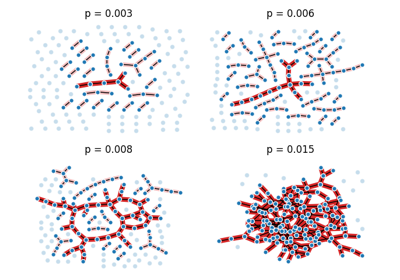 p = 0.003
p = 0.006
p = 0.008
p = 0.015